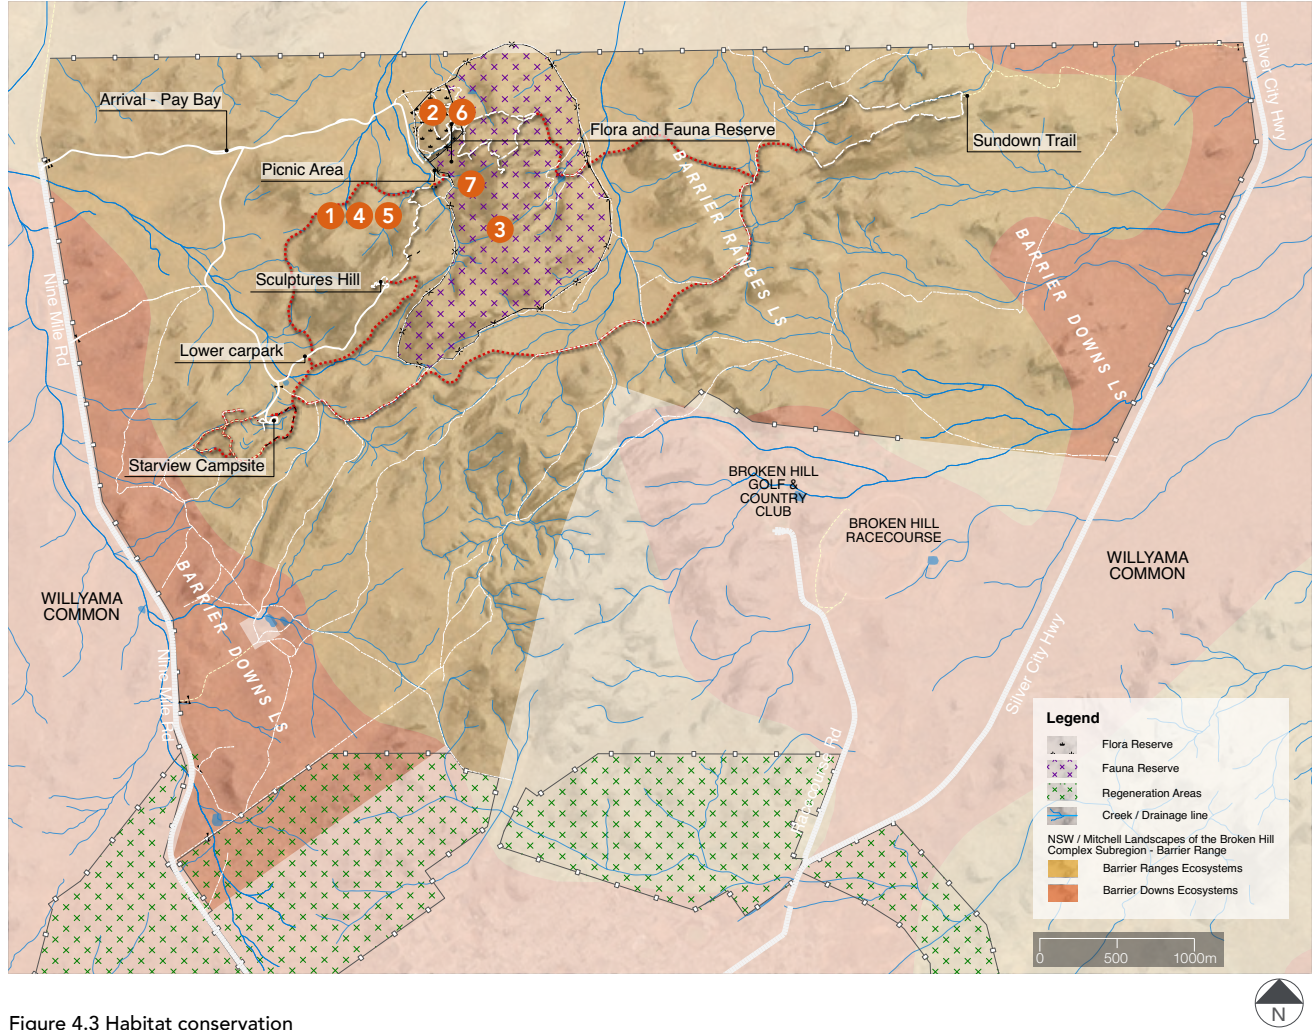 Arrival - Pay Bay
Silver City Hwy
2
6
Flora and Fauna Reserve
Sundown Trail
Picnic Area
7
1
4
5
3
BARRIER RANGES LS
BARRIER DOWNS LS
Sculptures Hill
Nine Mile Rd
Lower carpark
Starview Campsite
BROKEN HILL
GOLF &
COUNTRY
CLUB
BROKEN HILL
RACECOURSE
WILLYAMA
COMMON
WILLYAMA
COMMON
BARRIER DOWNS LS
Nine Mile Rd
Silver City Hwy
Racecourse Rd
Legend
Flora Reserve
Fauna Reserve
Regeneration Areas
Creek / Drainage line
NSW / Mitchell Landscapes of the Broken Hill
Complex Subregion - Barrier Range
Barrier Ranges Ecosystems
Barrier Downs Ecosystems
0 500 1000m
N
Figure 4.3 Habitat conservation